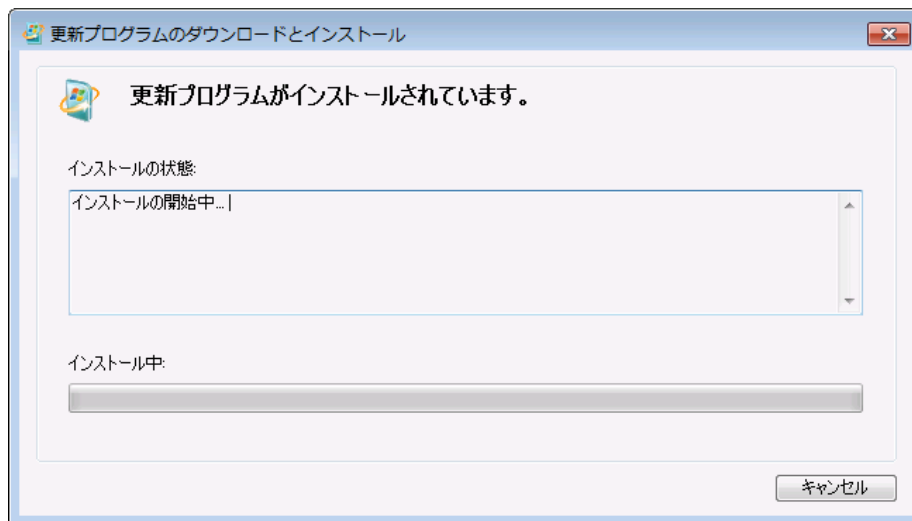 更新プログラムのダウンロードとインストール
更新プログラムがインストールされています。
インストールの状態:
インストールの開始中...
インストール中:
キャンセル